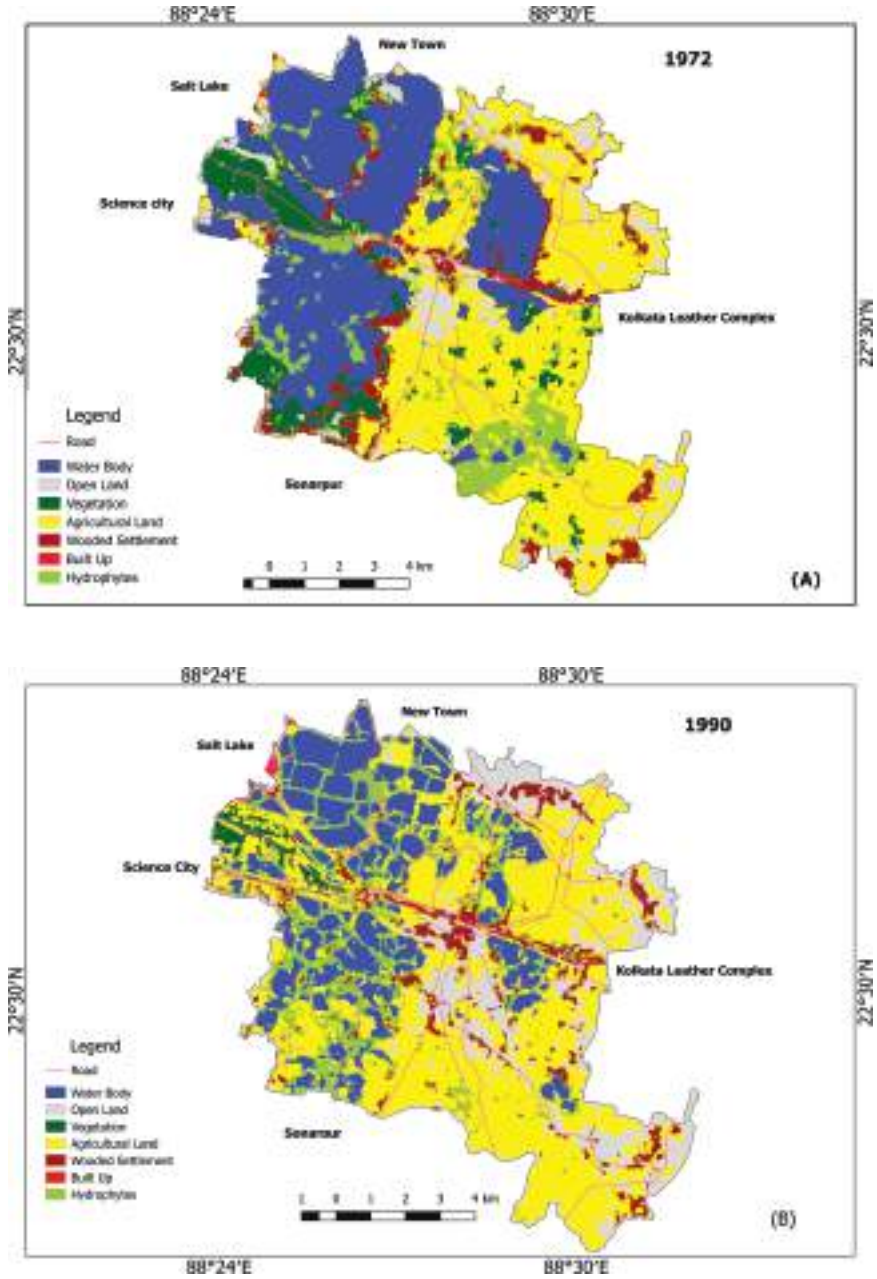 88°24'E 88°30'E
New Town
1972
Salt Lake
Science city
Kolkata Leather Complex
22°30'N 22°30'N
Legend
Road
Water Body
Open Land
Vegetation
Agricultural Land
Wooded Settlement
Built Up
Hydrophytes
Sonarpur
0 1 2 3 4 km
(A)
88°24'E 88°30'E
New Town
1990
Salt Lake
Science City
Kolkata Leather Complex
22°30'N 22°30'N
Legend
Road
Water Body
Open Land
Vegetation
Agricultural Land
Wooded Settlement
Built Up
Hydrophytes
Sonarpur
1 0 1 2 3 4 km
(B)
88°24'E 88°30'E